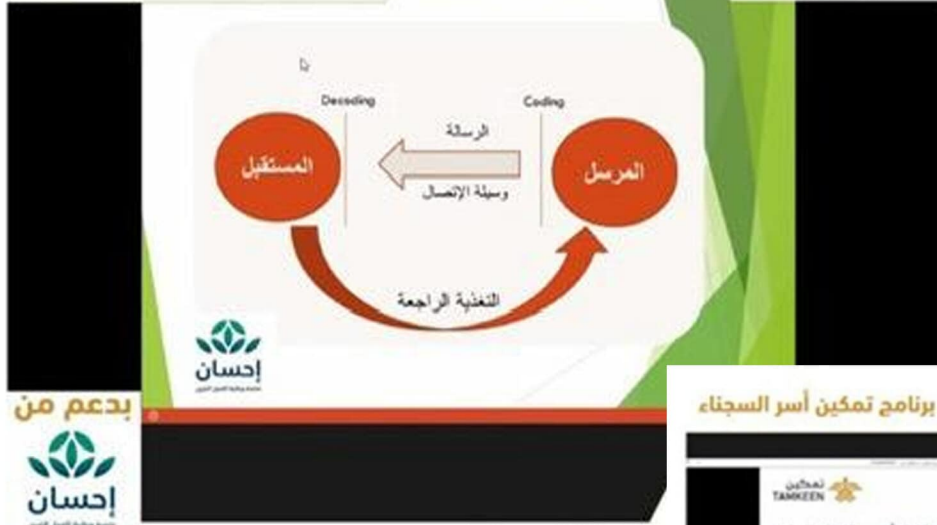 Decoding
Coding
الرسالة
المرسل
المستقبل
وسيلة الإتصال
التغذية الراجعة
إحسان
بدعم من
إحسان
برنامج تمكين أسر السجناء
تمكين
TAMKEEN